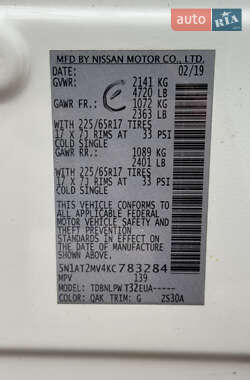 AUTO RIA
MFD BY NISSAN MOTOR CO., LTD.
DATE: 02/19
GVWR: 2141 KG
4720 LB
GAWR FR.: 1072 KG
2363 LB
WITH 225/65R17 TIRES
17 X 7J RIMS AT 33 PSI
COLD SINGLE
GAWR RR.: 1089 KG
2401 LB
WITH 225/65R17 TIRES
17 X 7J RIMS AT 33 PSI
COLD SINGLE
THIS VEHICLE CONFORMS TO ALL
APPLICABLE FEDERAL MOTOR
VEHICLE SAFETY AND
THEFT PREVENTION STANDARDS
IN EFFECT ON THE DATE OF
MANUFACTURE SHOWN ABOVE.
5N1AT2MV4KC783284
MPV 139
MODEL: TDBNLPW T32EUA-----
COLOR: QAK TRIM: G ZS30A